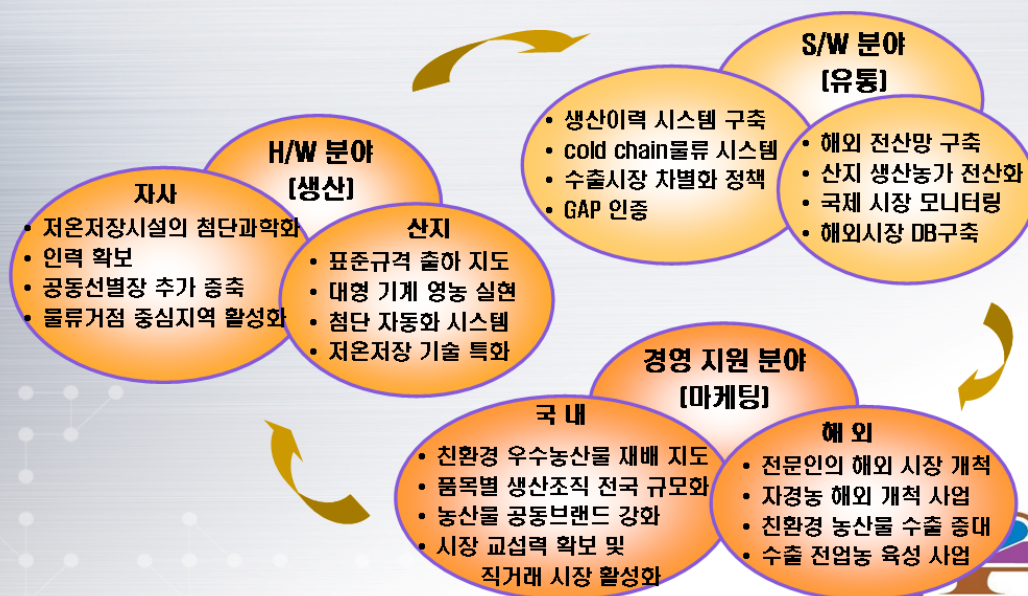 H/W 분야
[생산]
자사
• 저온저장시설의 첨단과학화
• 인력 확보
• 공동선별장 추가 증축
• 물류거점 중심지역 활성화
산지
• 표준규격 출하 지도
• 대형 기계 영농 실현
• 첨단 자동화 시스템
• 저온저장 기술 특화
S/W 분야
[유통]
• 생산이력 시스템 구축
• cold chain물류 시스템
• 수출시장 차별화 정책
• GAP 인증
• 해외 전산망 구축
• 산지 생산농가 전산화
• 국제 시장 모니터링
• 해외시장 DB구축
경영 지원 분야
[마케팅]
국 내
• 친환경 우수농산물 재배 지도
• 품목별 생산조직 전국 규모화
• 농산물 공동브랜드 강화
• 시장 교섭력 확보 및
직거래 시장 활성화
해 외
• 전문인의 해외 시장 개척
• 자경농 해외 개척 사업
• 친환경 농산물 수출 증대
• 수출 전업농 육성 사업